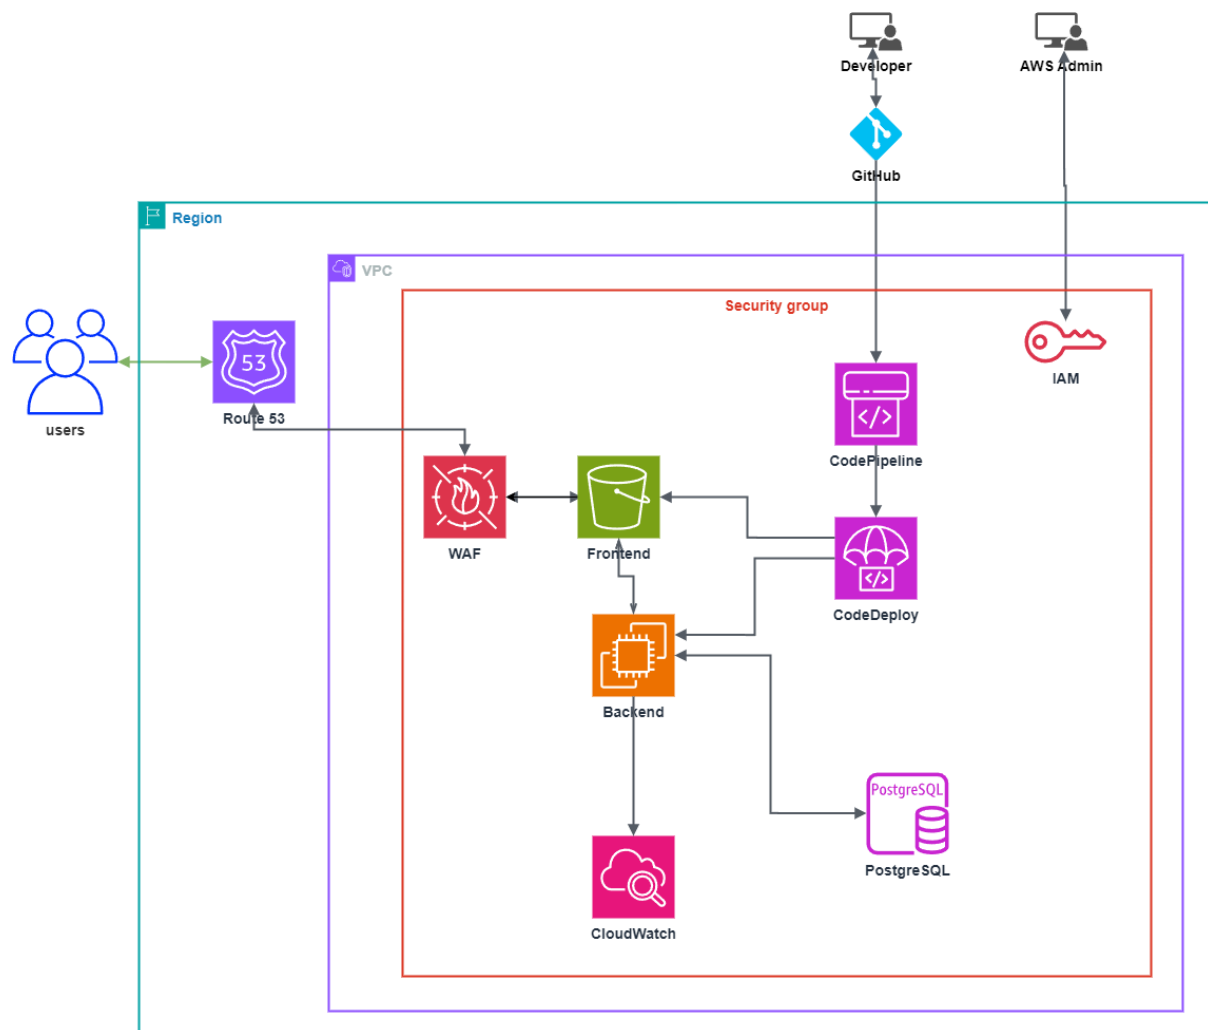 Developer
AWS Admin
GitHub
Region
VPC
Security group
53
users
Route 53
IAM
</>
CodePipeline
WAF
Frontend
</>
CodeDeploy
Backend
PostgreSQL
PostgreSQL
CloudWatch